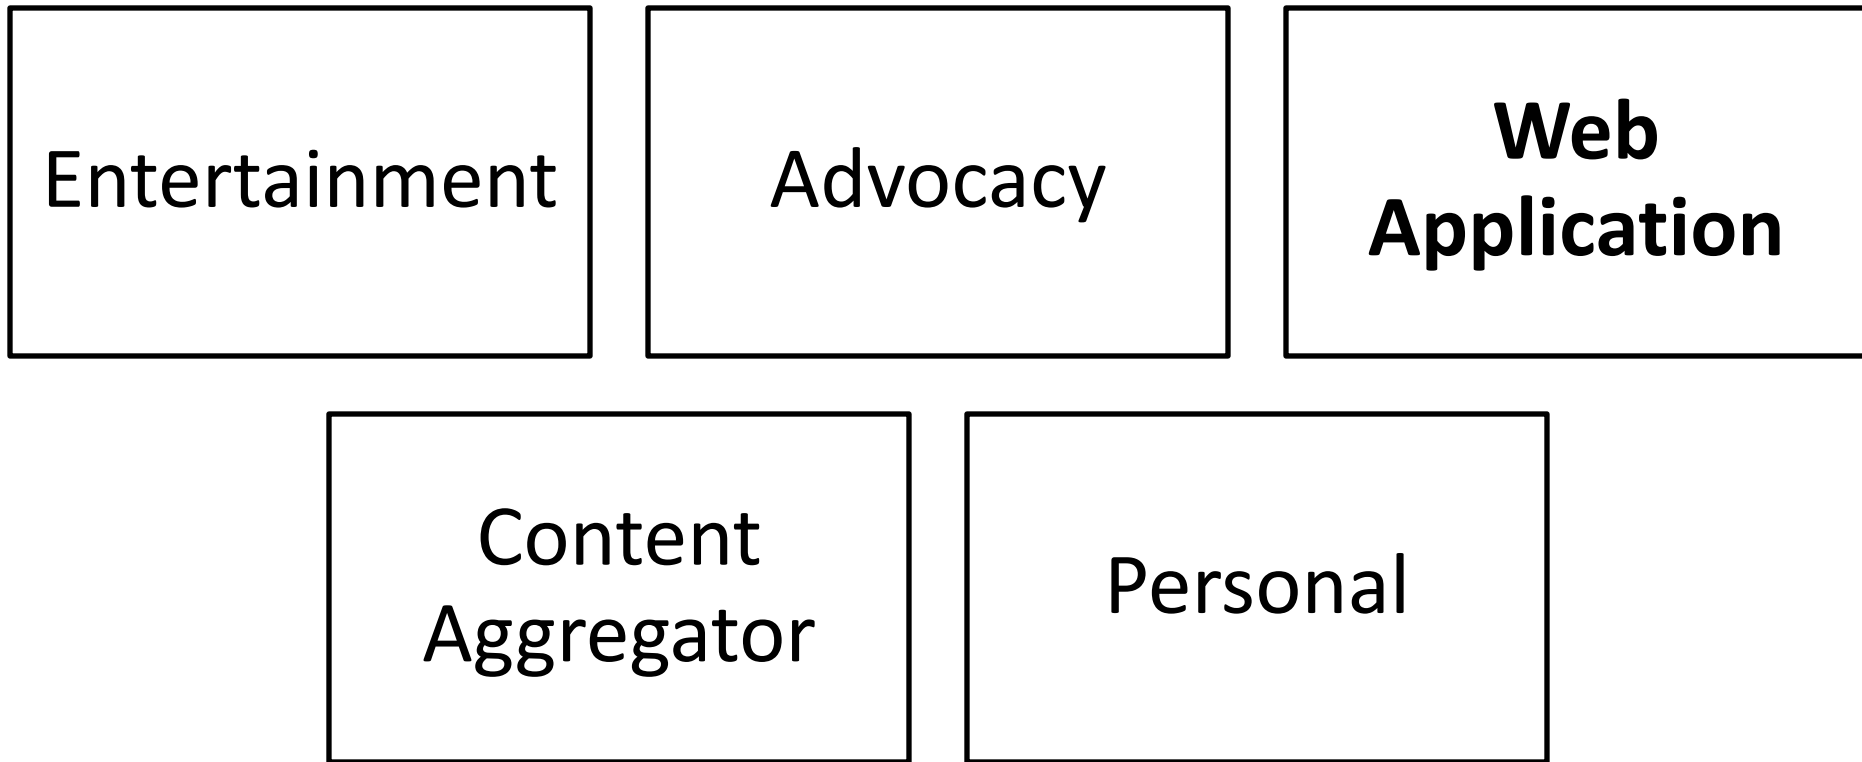 Entertainment
Advocacy
Web
Application
Content
Aggregator
Personal